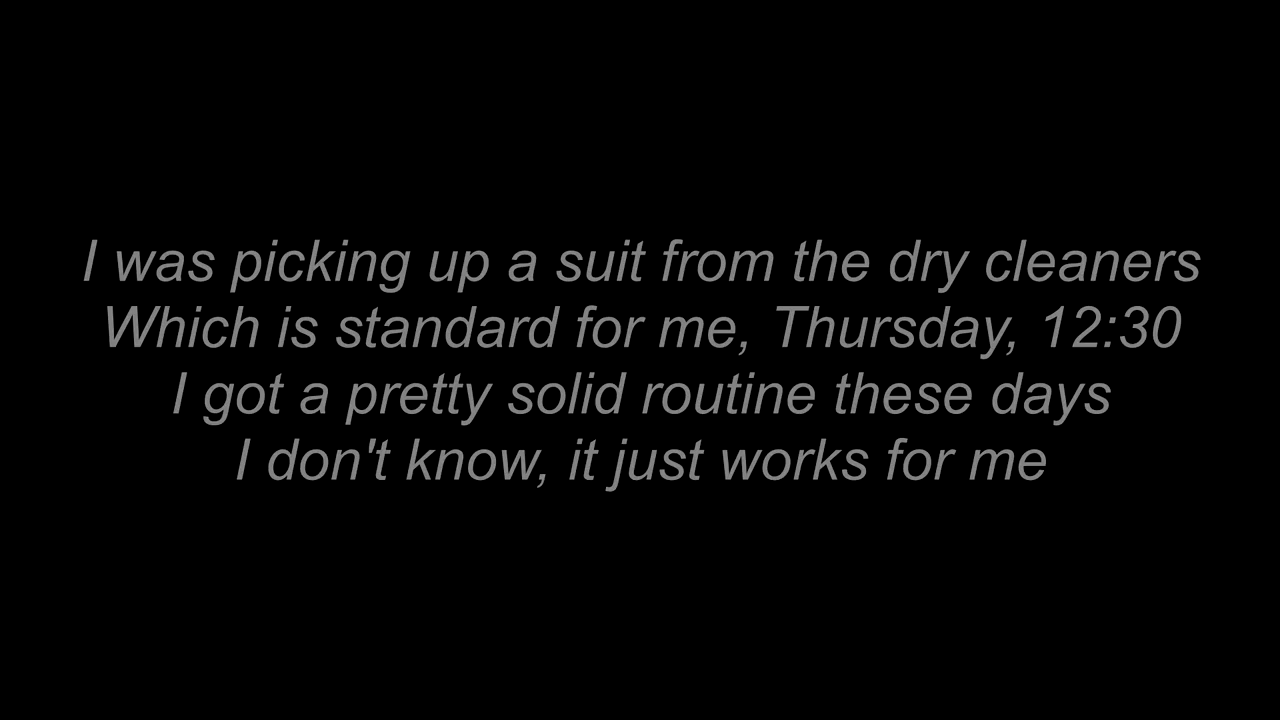 I was picking up a suit from the dry cleaners
Which is standard for me, Thursday, 12:30
I got a pretty solid routine these days
I don't know, it just works for me